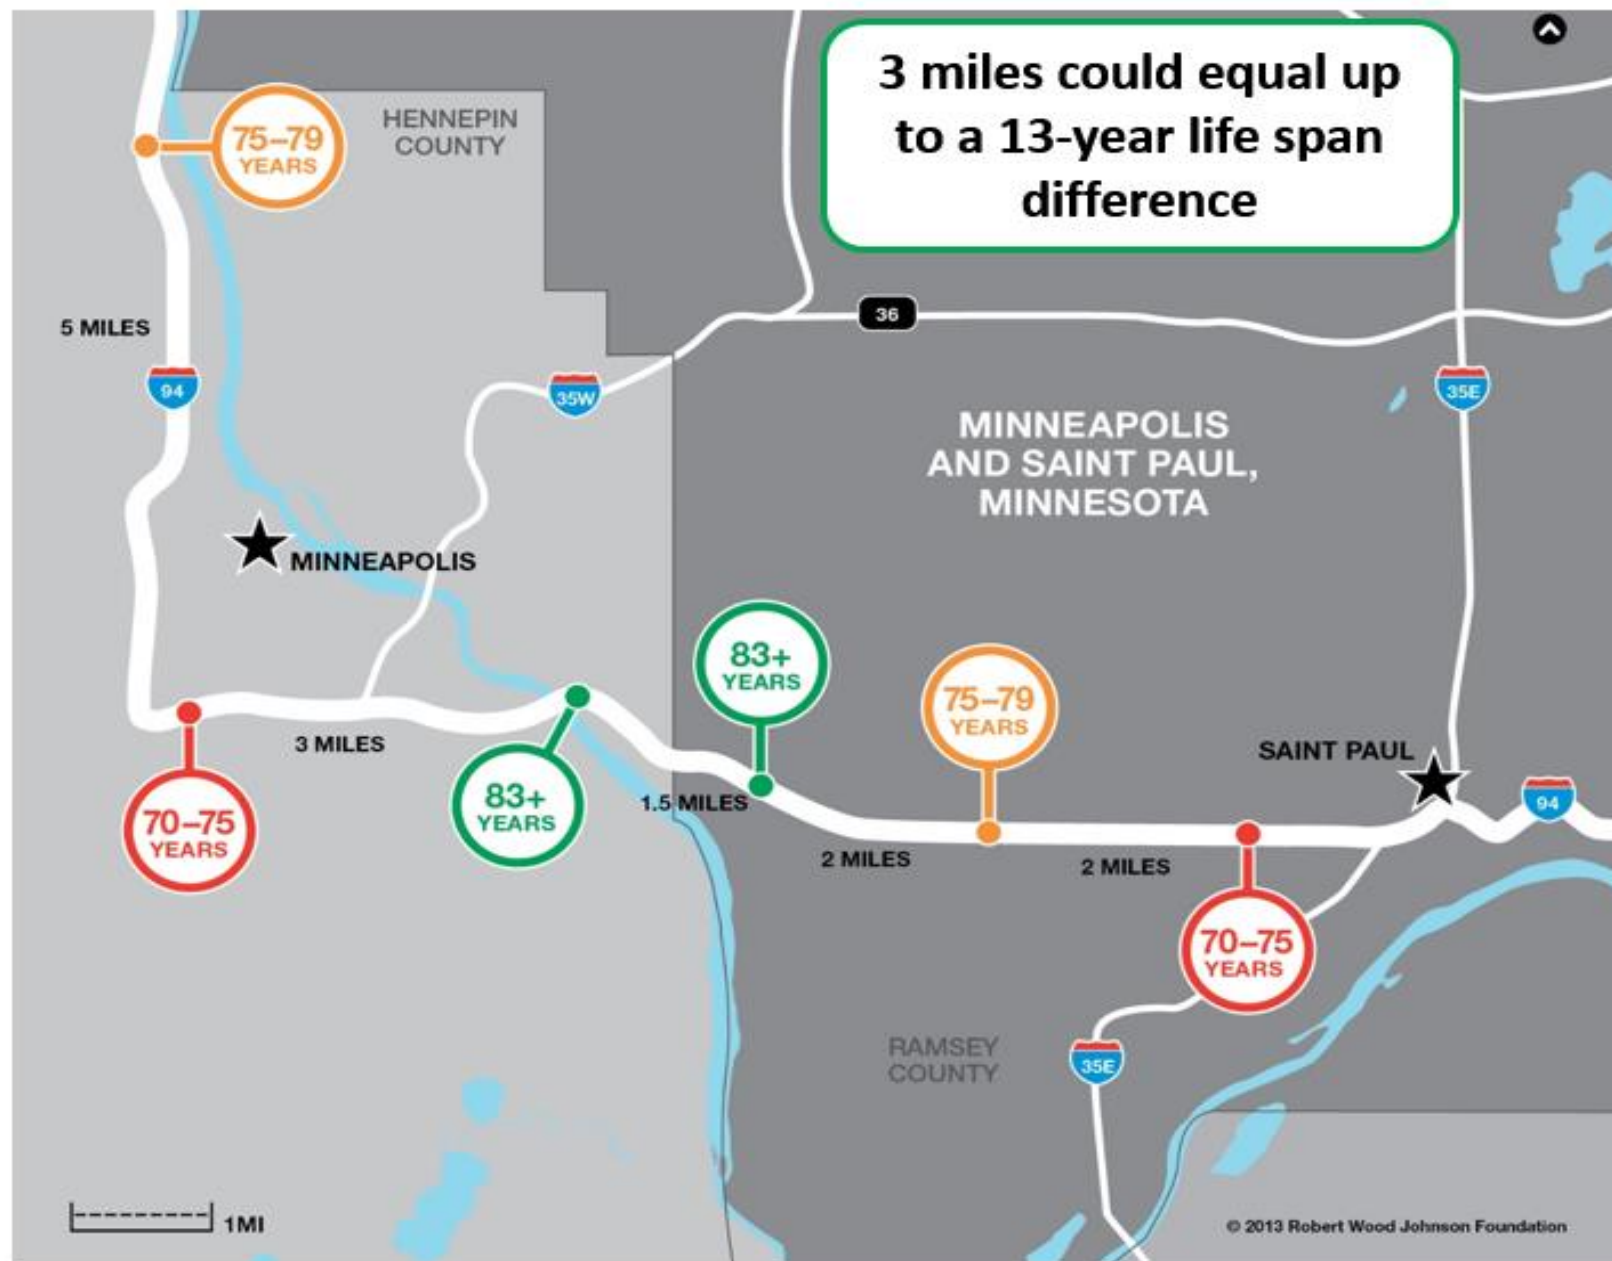 3 miles could equal up
to a 13-year life span
difference
HENNEPIN
COUNTY
75–79
YEARS
5 MILES
94
35W
36
35E
MINNEAPOLIS
AND SAINT PAUL,
MINNESOTA
MINNEAPOLIS
83+
YEARS
75–79
YEARS
SAINT PAUL
94
3 MILES
70–75
YEARS
83+
YEARS
1.5 MILES
2 MILES
2 MILES
70–75
YEARS
RAMSEY
COUNTY
35E
1MI
© 2013 Robert Wood Johnson Foundation